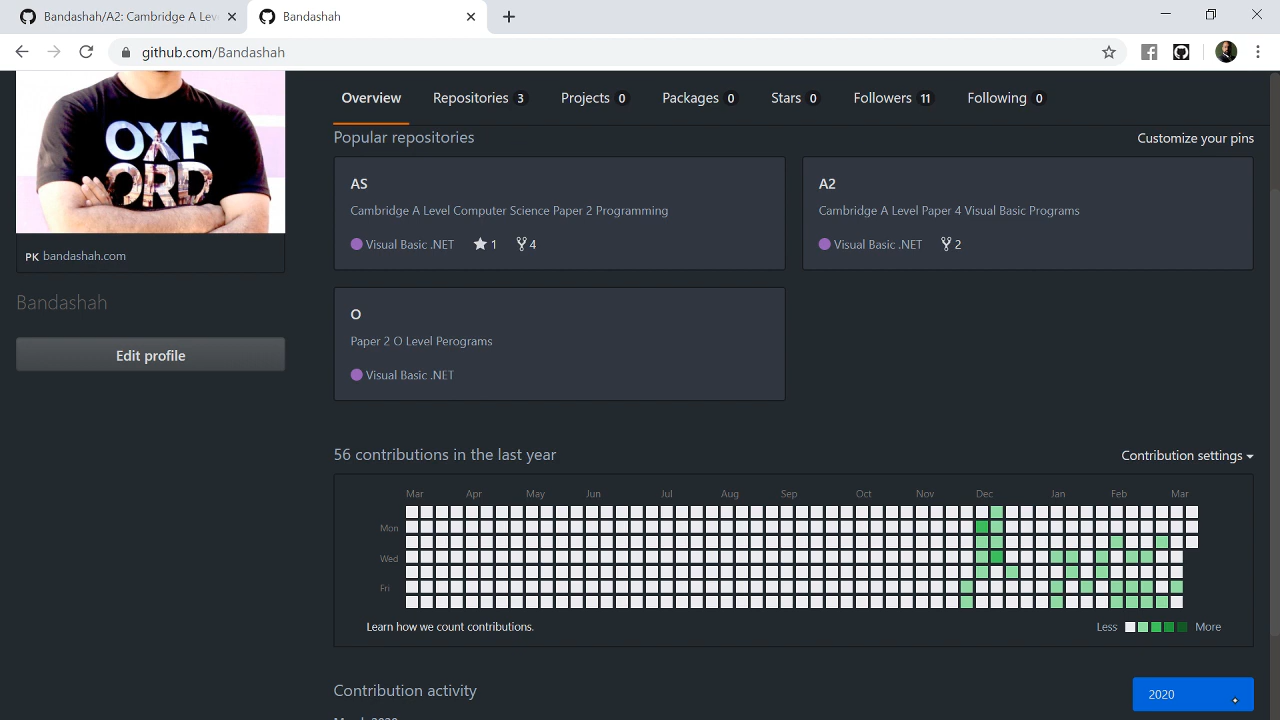 Bandashah/A2: Cambridge A Lev
Bandashah
github.com/Bandashah
OXF
ORD
PK bandashah.com
Bandashah
Edit profile
Overview Repositories 3 Projects 0 Packages 0 Stars 0 Followers 11 Following 0
Popular repositories
Customize your pins
AS
Cambridge A Level Computer Science Paper 2 Programming
Visual Basic .NET 1 4
A2
Cambridge A Level Paper 4 Visual Basic Programs
Visual Basic .NET 2
O
Paper 2 O Level Perograms
Visual Basic .NET
56 contributions in the last year
Contribution settings
Mar Apr May Jun Jul Aug Sep Oct Nov Dec Jan Feb Mar
Mon
Wed
Fri
Learn how we count contributions.
Less More
Contribution activity
2020
March 2020